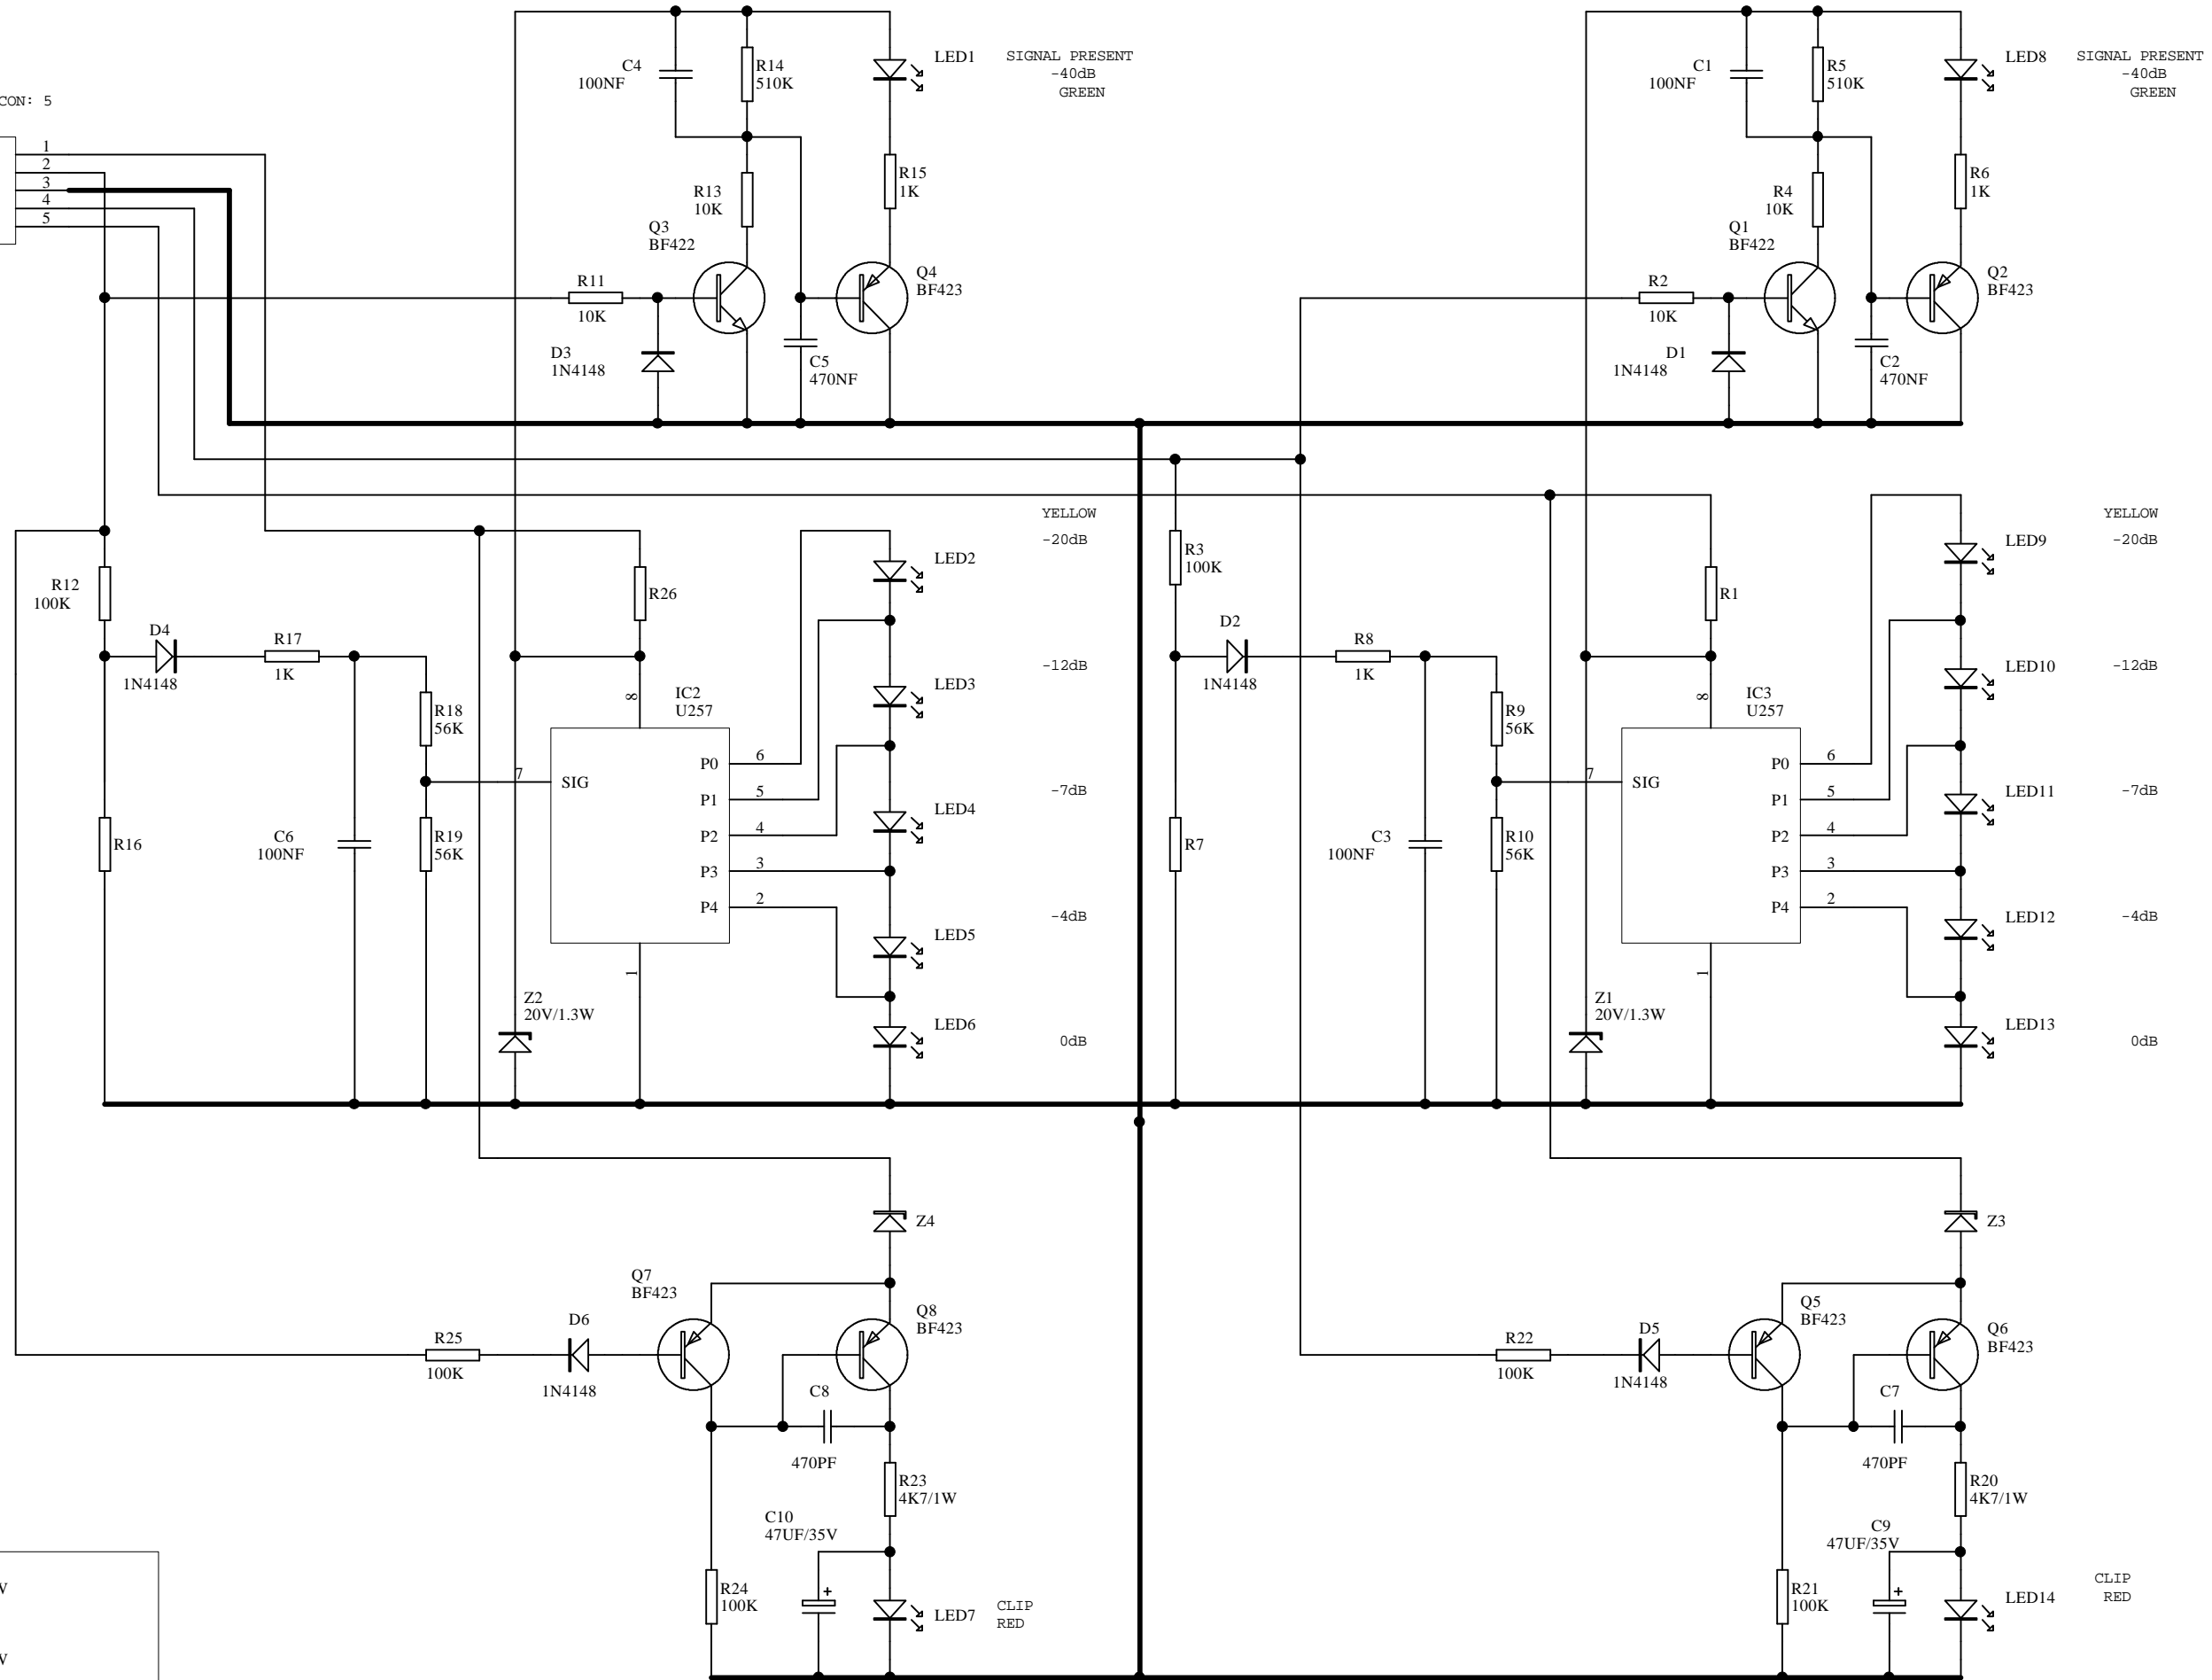 CON: 5
1
2
3
4
5
C4
100NF
R14
510K
LED1
SIGNAL PRESENT
-40dB
GREEN
R13
10K
R15
1K
Q3
BF422
R11
10K
Q4
BF423
D3
1N4148
C5
470NF
C1
100NF
R5
510K
LED8
SIGNAL PRESENT
-40dB
GREEN
R4
10K
R6
1K
Q1
BF422
R2
10K
Q2
BF423
D1
1N4148
C2
470NF
R12
100K
D4
1N4148
R17
1K
R18
56K
R16
C6
100NF
R19
56K
R26
8
IC2
U257
7
SIG
P0
6
P1
5
P2
4
P3
3
P4
2
1
Z2
20V/1.3W
YELLOW
-20dB
LED2
-12dB
LED3
-7dB
LED4
-4dB
LED5
LED6
0dB
R3
100K
D2
1N4148
R8
1K
R9
56K
R7
C3
100NF
R10
56K
R1
8
IC3
U257
7
SIG
P0
6
P1
5
P2
4
P3
3
P4
2
1
Z1
20V/1.3W
YELLOW
LED9
-20dB
LED10
-12dB
LED11
-7dB
LED12
-4dB
LED13
0dB
Z4
Q7
BF423
Q8
BF423
D6
1N4148
R25
100K
C8
470PF
R23
4K7/1W
C10
47UF/35V
+
R24
100K
LED7
CLIP
RED
Z3
Q5
BF423
Q6
BF423
D5
1N4148
R22
100K
C7
470PF
R20
4K7/1W
C9
47UF/35V
+
R21
100K
LED14
CLIP
RED